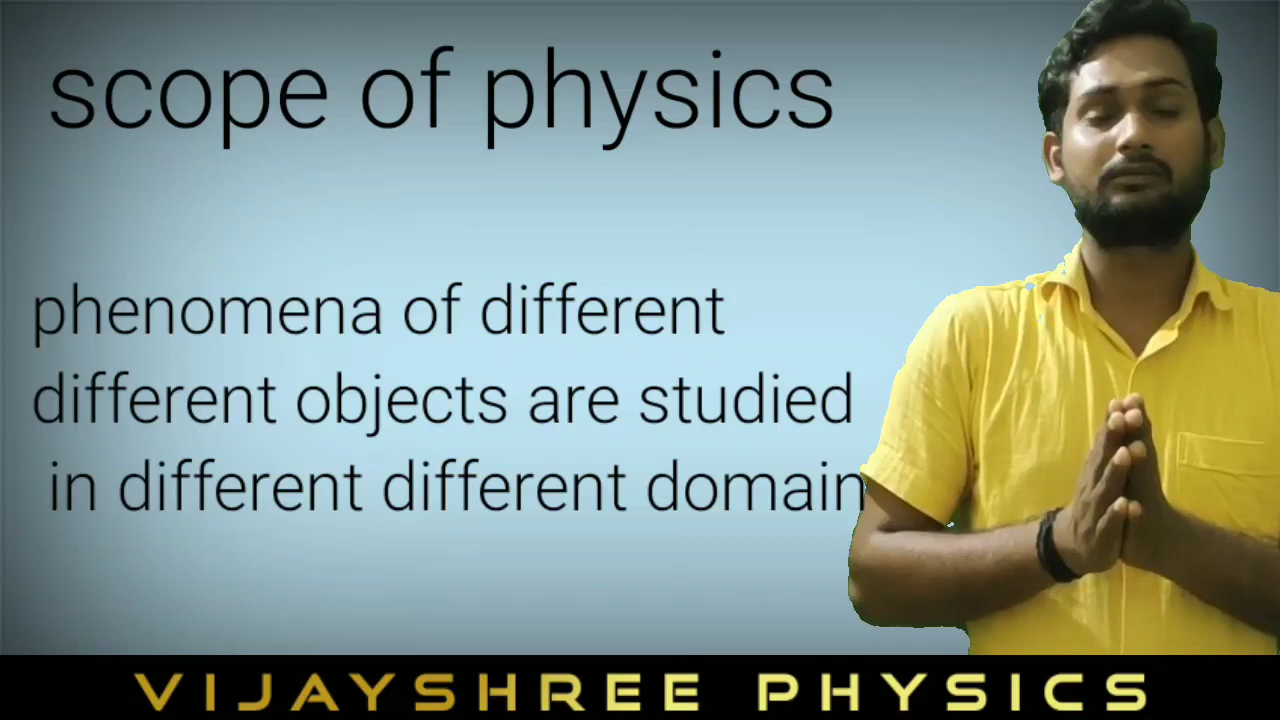 scope of physics
phenomena of different
different objects are studied
in different different domain
VIJAYSHREE PHYSICS